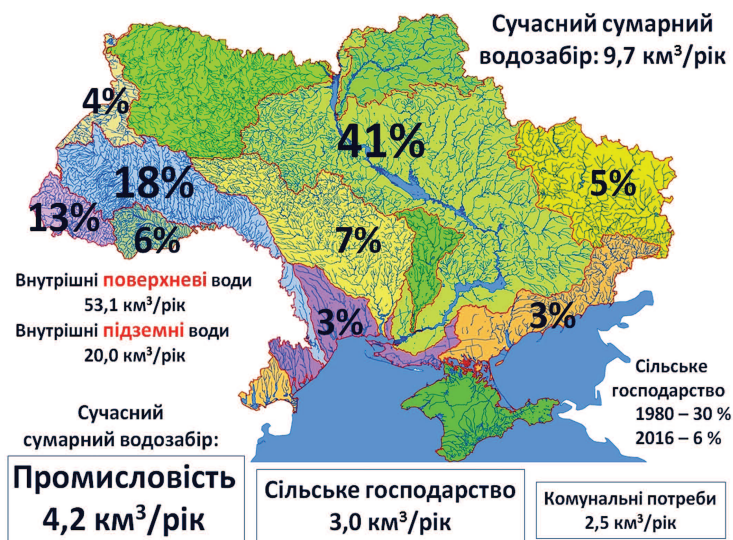 Сучасний сумарний
водозабір: 9,7 км³/рік
4%
41%
18%
5%
13%
6%
7%
Внутрішні поверхневі води
53,1 км³/рік
Внутрішні підземні води
20,0 км³/рік
3%
3%
Сільське
господарство
1980 – 30 %
2016 – 6 %
Сучасний
сумарний водозабір:
Промисловість
4,2 км³/рік
Сільське господарство
3,0 км³/рік
Комунальні потреби
2,5 км³/рік